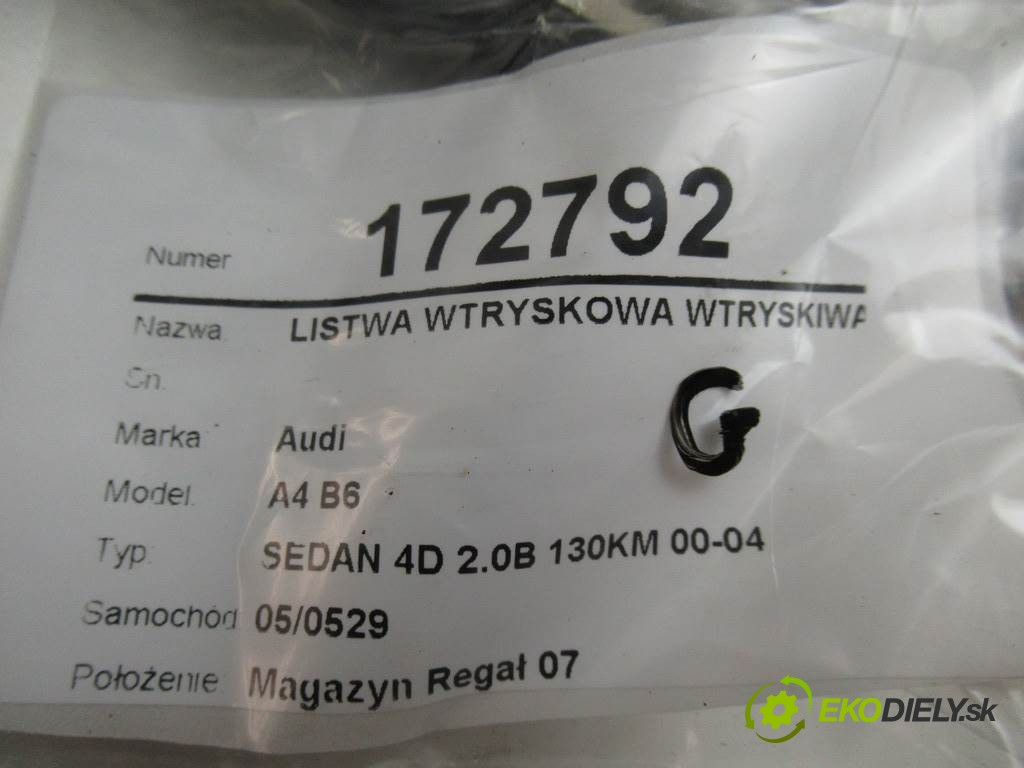 Numer 172792
Nazwa LISTWA WTRYSKOWA WTRYSKIWA
Sn.
G
Marka: Audi
Model. A4 B6
Typ: SEDAN 4D 2.0B 130KM 00-04
Samochód 05/0529
Położenie Magazyn Regał 07
EKODIELY.sk